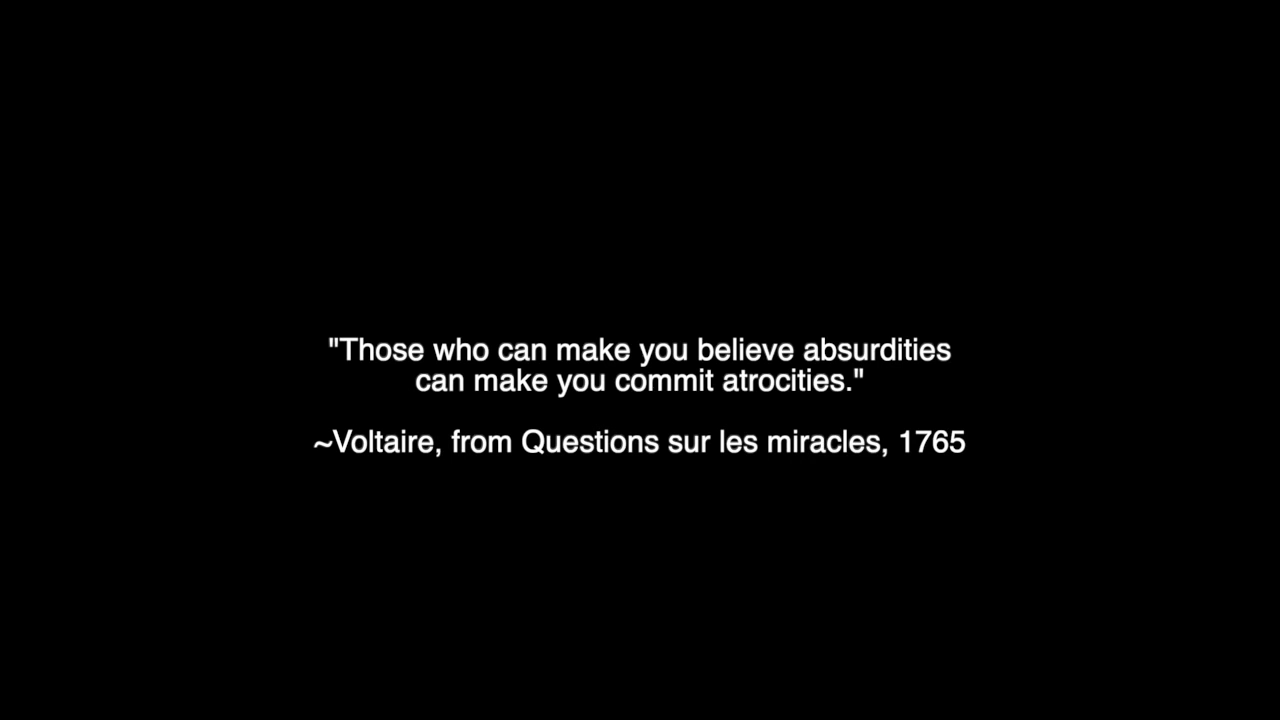 "Those who can make you believe absurdities
can make you commit atrocities."
~Voltaire, from Questions sur les miracles, 1765